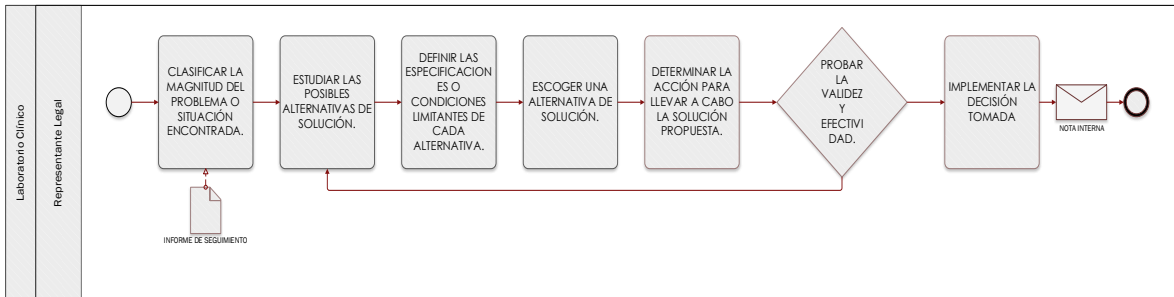 Laboratorio Clínico
Representante Legal
CLASIFICAR LA
MAGNITUD DEL
PROBLEMA O
SITUACIÓN
ENCONTRADA.
ESTUDIAR LAS
POSIBLES
ALTERNATIVAS DE
SOLUCIÓN.
DEFINIR LAS
ESPECIFICACION
ES O
CONDICIONES
LIMITANTES DE
CADA
ALTERNATIVA.
ESCOGER UNA
ALTERNATIVA DE
SOLUCIÓN.
DETERMINAR LA
ACCIÓN PARA
LLEVAR A CABO
LA SOLUCIÓN
PROPUESTA.
PROBAR
LA
VALIDEZ
Y
EFECTIVI
DAD.
IMPLEMENTAR LA
DECISIÓN
TOMADA
NOTA INTERNA
INFORME DE SEGUIMIENTO